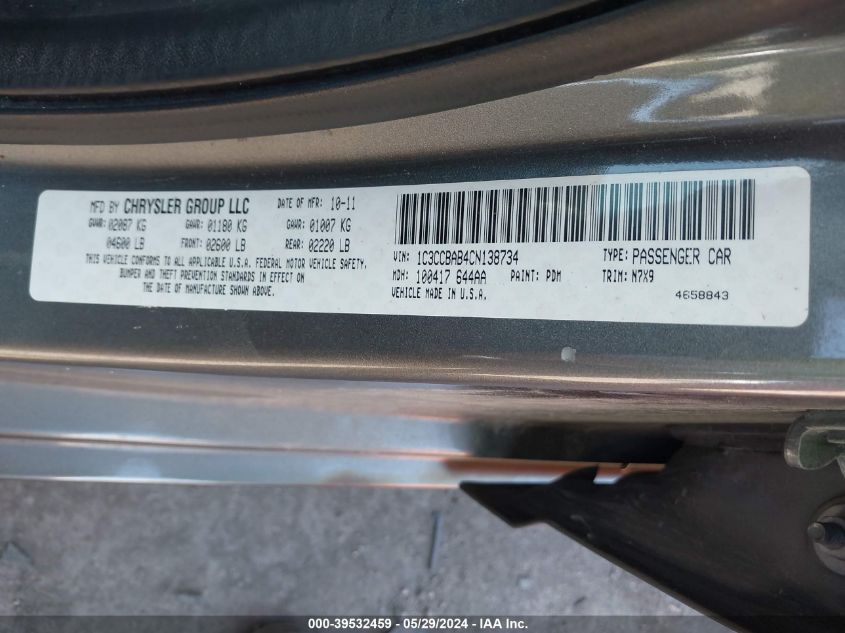 MFD BY CHRYSLER GROUP LLC DATE OF MFR: 10-11
GVWR: 02087 KG GAWR: 01180 KG GAWR: 01007 KG
04600 LB FRONT: 02600 LB REAR: 02220 LB
THIS VEHICLE CONFORMS TO ALL APPLICABLE U.S.A. FEDERAL MOTOR VEHICLE SAFETY,
BUMPER AND THEFT PREVENTION STANDARDS IN EFFECT ON
THE DATE OF MANUFACTURE SHOWN ABOVE.
VIN: 1C3CCBAB4CN138734 TYPE: PASSENGER CAR
MDH: 100417 644AA PAINT: PDM TRIM: N7X9
VEHICLE MADE IN U.S.A. 4658843
000-39532459 - 05/29/2024 - IAA Inc.